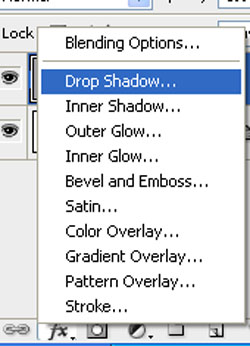 Lock
Blending Options...
Drop Shadow...
Inner Shadow...
Outer Glow...
Inner Glow...
Bevel and Emboss...
Satin...
Color Overlay...
Gradient Overlay...
Pattern Overlay...
Stroke...
fx.